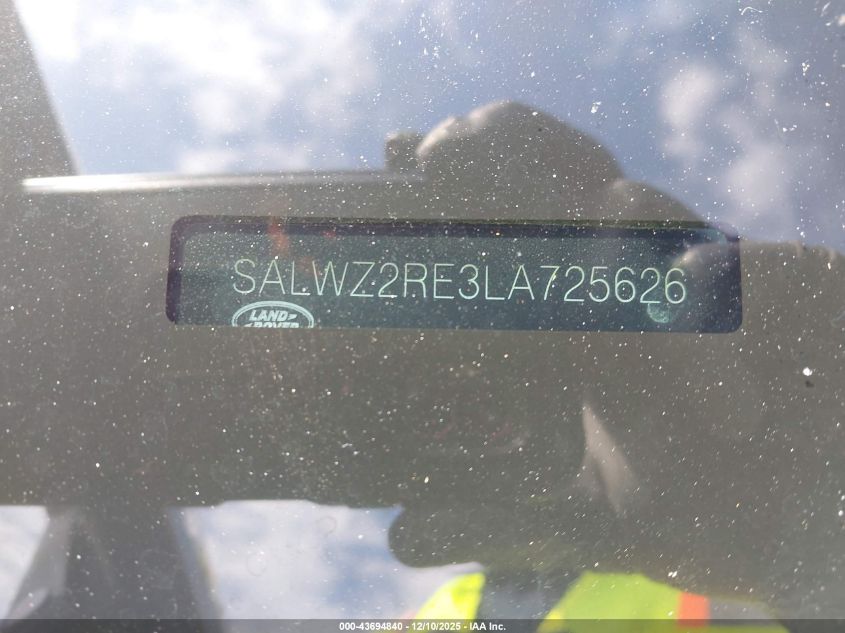 SALWZ2RE3LA725626
LAND-
ROVER
000-43694840 - 12/10/2025 - IAA Inc.